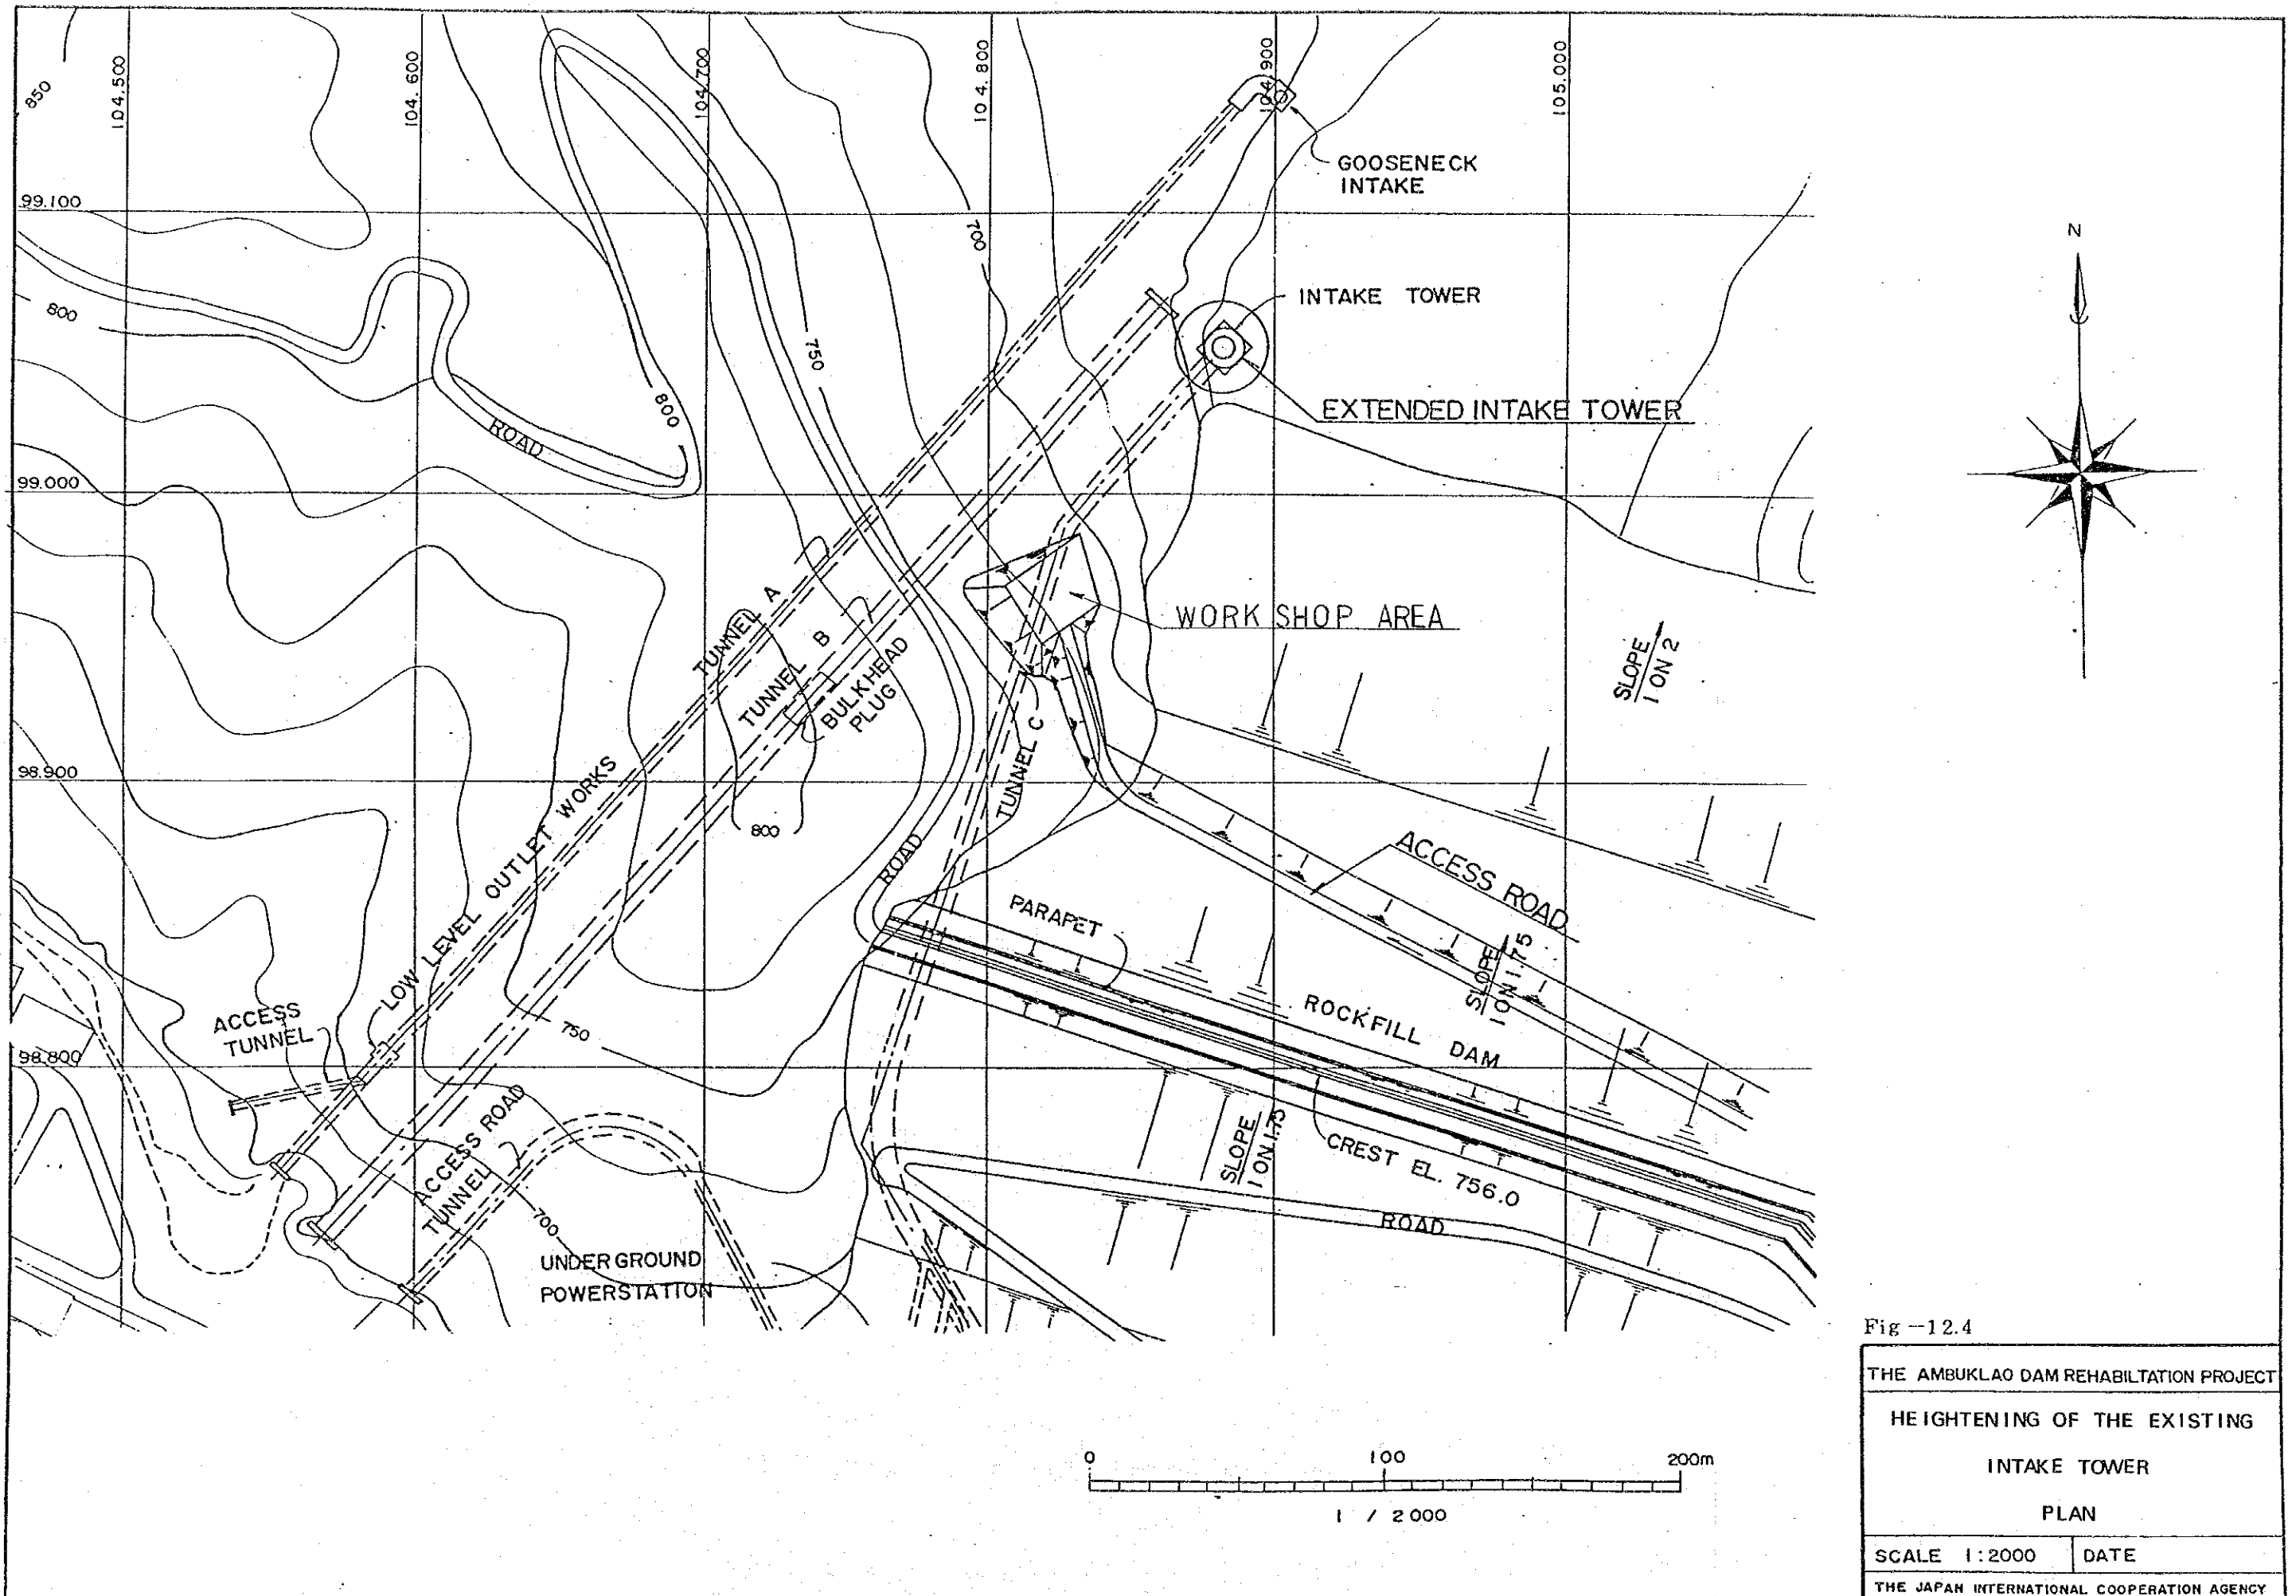 850
104.500
104.600
104.700
104.800
104.900
105.000
GOOSENECK
INTAKE
99.100
700
N
INTAKE TOWER
800
750
EXTENDED INTAKE TOWER
800
ROAD
99.000
TUNNEL A
WORK SHOP AREA
TUNNEL B
BULKHEAD
PLUG
SLOPE
1 ON 2
TUNNEL C
98.900
LOW LEVEL OUTLET WORKS
800
ROAD
ACCESS ROAD
PARAPET
SLOPE
1 ON 1.75
ROCKFILL DAM
ACCESS
TUNNEL
750
98.800
ACCESS ROAD
TUNNEL
SLOPE
1 ON 1.75
CREST EL. 756.0
700
ROAD
UNDERGROUND
POWERSTATION
Fig-12.4
THE AMBUKLAO DAM REHABILTATION PROJECT
HEIGHTENING OF THE EXISTING
INTAKE TOWER
PLAN
SCALE 1:2000
DATE
THE JAPAN INTERNATIONAL COOPERATION AGENCY
0 100 200m
1 / 2000